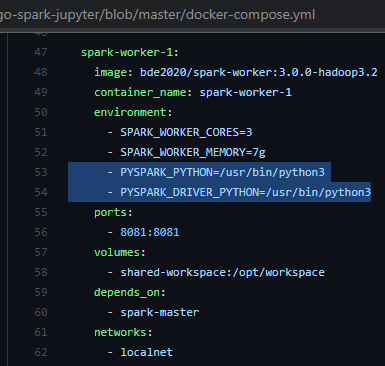 go-spark-jupyter/blob/master/docker-compose.yml
46
47 spark-worker-1:
48 image: bde2020/spark-worker:3.0.0-hadoop3.2
49 container_name: spark-worker-1
50 environment:
51 - SPARK_WORKER_CORES=3
52 - SPARK_WORKER_MEMORY=7g
53 - PYSPARK_PYTHON=/usr/bin/python3
54 - PYSPARK_DRIVER_PYTHON=/usr/bin/python3
55 ports:
56 - 8081:8081
57 volumes:
58 - shared-workspace:/opt/workspace
59 depends_on:
60 - spark-master
61 networks:
62 - localnet